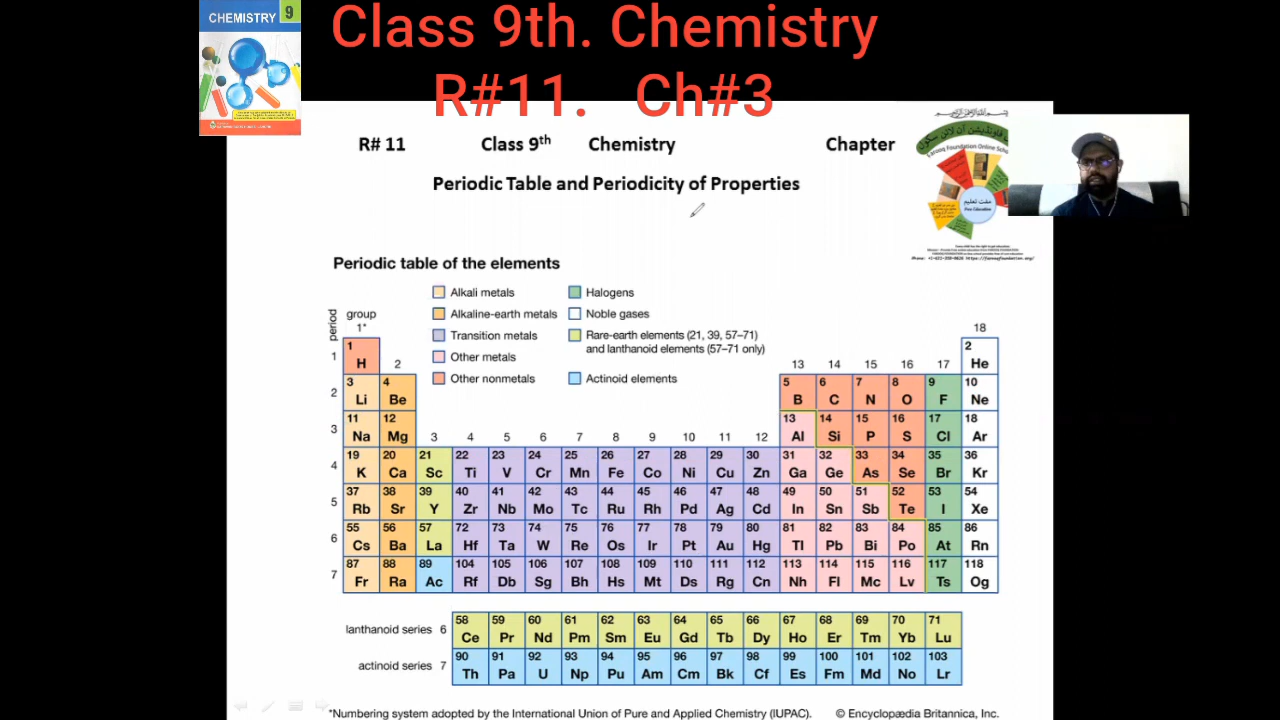 CHEMISTRY 9
Class 9th. Chemistry
R#11. Ch#3
R# 11 Class 9th Chemistry Chapter
Periodic Table and Periodicity of Properties
مفت تعلیم
Free Education
Periodic table of the elements
Alkali metals
Alkaline-earth metals
Transition metals
Other metals
Other nonmetals
Halogens
Noble gases
Rare-earth elements (21, 39, 57–71)
and lanthanoid elements (57–71 only)
Actinoid elements
period
group
1* 18
1 1 H 2 He
2 13 14 15 16 17
2 3 Li 4 Be 5 B 6 C 7 N 8 O 9 F 10 Ne
3 11 Na 12 Mg 13 Al 14 Si 15 P 16 S 17 Cl 18 Ar
3 4 5 6 7 8 9 10 11 12
4 19 K 20 Ca 21 Sc 22 Ti 23 V 24 Cr 25 Mn 26 Fe 27 Co 28 Ni 29 Cu 30 Zn 31 Ga 32 Ge 33 As 34 Se 35 Br 36 Kr
5 37 Rb 38 Sr 39 Y 40 Zr 41 Nb 42 Mo 43 Tc 44 Ru 45 Rh 46 Pd 47 Ag 48 Cd 49 In 50 Sn 51 Sb 52 Te 53 I 54 Xe
6 55 Cs 56 Ba 57 La 72 Hf 73 Ta 74 W 75 Re 76 Os 77 Ir 78 Pt 79 Au 80 Hg 81 Tl 82 Pb 83 Bi 84 Po 85 At 86 Rn
7 87 Fr 88 Ra 89 Ac 104 Rf 105 Db 106 Sg 107 Bh 108 Hs 109 Mt 110 Ds 111 Rg 112 Cn 113 Nh 114 Fl 115 Mc 116 Lv 117 Ts 118 Og
lanthanoid series 6 58 Ce 59 Pr 60 Nd 61 Pm 62 Sm 63 Eu 64 Gd 65 Tb 66 Dy 67 Ho 68 Er 69 Tm 70 Yb 71 Lu
actinoid series 7 90 Th 91 Pa 92 U 93 Np 94 Pu 95 Am 96 Cm 97 Bk 98 Cf 99 Es 100 Fm 101 Md 102 No 103 Lr
*Numbering system adopted by the International Union of Pure and Applied Chemistry (IUPAC). © Encyclopædia Britannica, Inc.